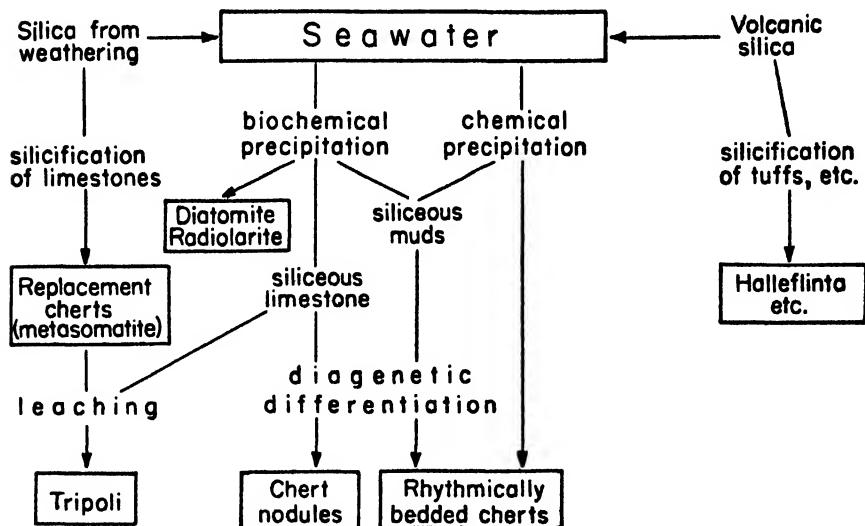 Silica from
weathering
Seawater
Volcanic
silica
biochemical
precipitation
chemical
precipitation
silicification
of limestones
silicification
of tuffs, etc.
Diatomite
Radiolarite
siliceous
muds
Replacement
cherts
(metasomatite)
siliceous
limestone
Halleflinta
etc.
leaching
diagenetic
differentiation
Tripoli
Chert
nodules
Rhythmically
bedded cherts